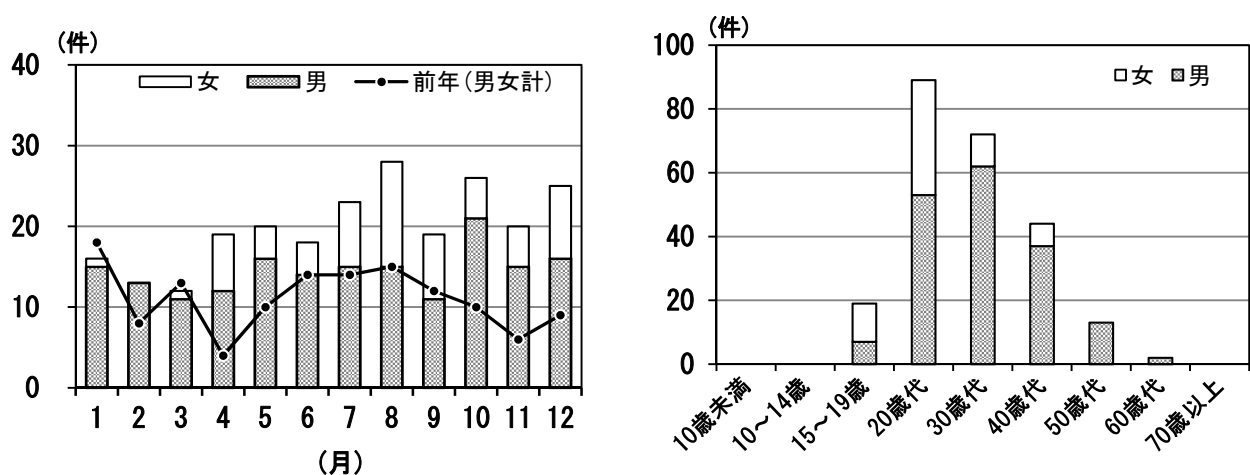 (件)
40
30
20
10
0
女 男 前年(男女計)
1 2 3 4 5 6 7 8 9 10 11 12
(月)
(件)
100
80
60
40
20
0
女 男
10歳未満
10～14歳
15～19歳
20歳代
30歳代
40歳代
50歳代
60歳代
70歳以上